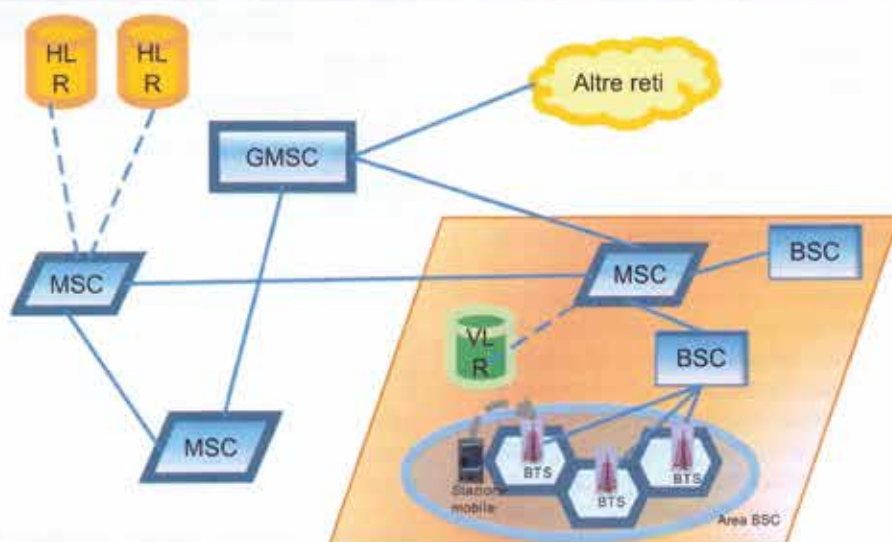 HL
R
HL
R
Altre reti
GMSC
MSC
MSC
BSC
VL
R
BSC
MSC
BTS
BTS
BTS
Stazione
mobile
Area BSC